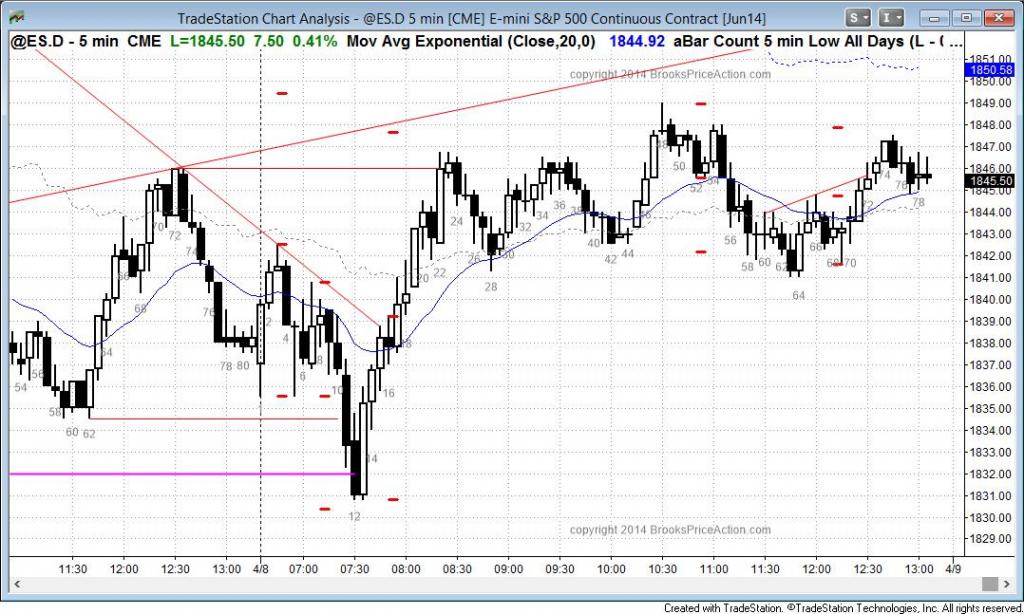 TradeStation Chart Analysis - @ES.D 5 min [CME] E-mini S&P 500 Continuous Contract [Jun14]
S I
@ES.D - 5 min CME L=1845.50 7.50 0.41% Mov Avg Exponential (Close,20,0) 1844.92 aBar Count 5 min Low All Days (L - ( ...
copyright 2014 BrooksPriceAction.com
1851.00
1850.58
1850.00
1849.00
1848.00
1847.00
1846.00
1845.50
1845.00
1844.00
1843.00
1842.00
1841.00
1840.00
1839.00
1838.00
1837.00
1836.00
1835.00
1834.00
1833.00
1832.00
1831.00
1830.00
1829.00
54 56 58 60 62 64 66 68 70 72 74 76 78 80
2 4 6 8 10 12 14 16 18 20 22 24 26 28 30 32 34 36 40 42 44 48 50 52 54 56 58 60 62 64 66 70 72 74 76 78
copyright 2014 BrooksPriceAction.com
11:30 12:00 12:30 13:00 4/8 07:00 07:30 08:00 08:30 09:00 09:30 10:00 10:30 11:00 11:30 12:00 12:30 13:00 4/9
Created with TradeStation. ©TradeStation Technologies, Inc. All rights reserved.